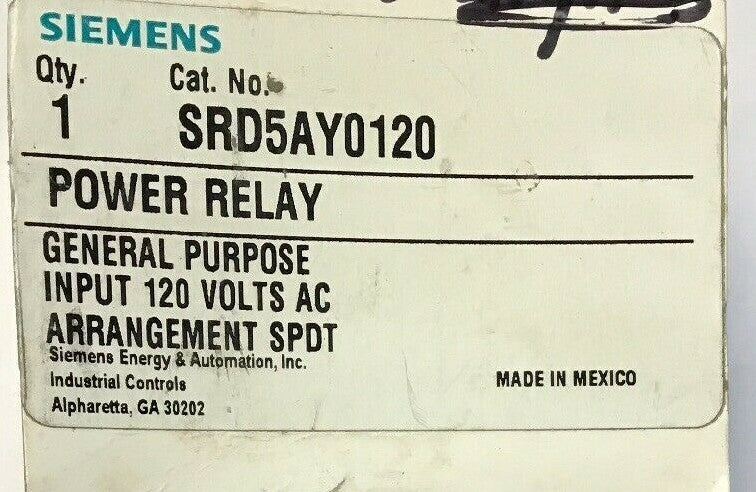 SIEMENS
Qty. Cat. No.
1 SRD5AY0120
POWER RELAY
GENERAL PURPOSE
INPUT 120 VOLTS AC
ARRANGEMENT SPDT
Siemens Energy & Automation, Inc.
Industrial Controls
Alpharetta, GA 30202
MADE IN MEXICO